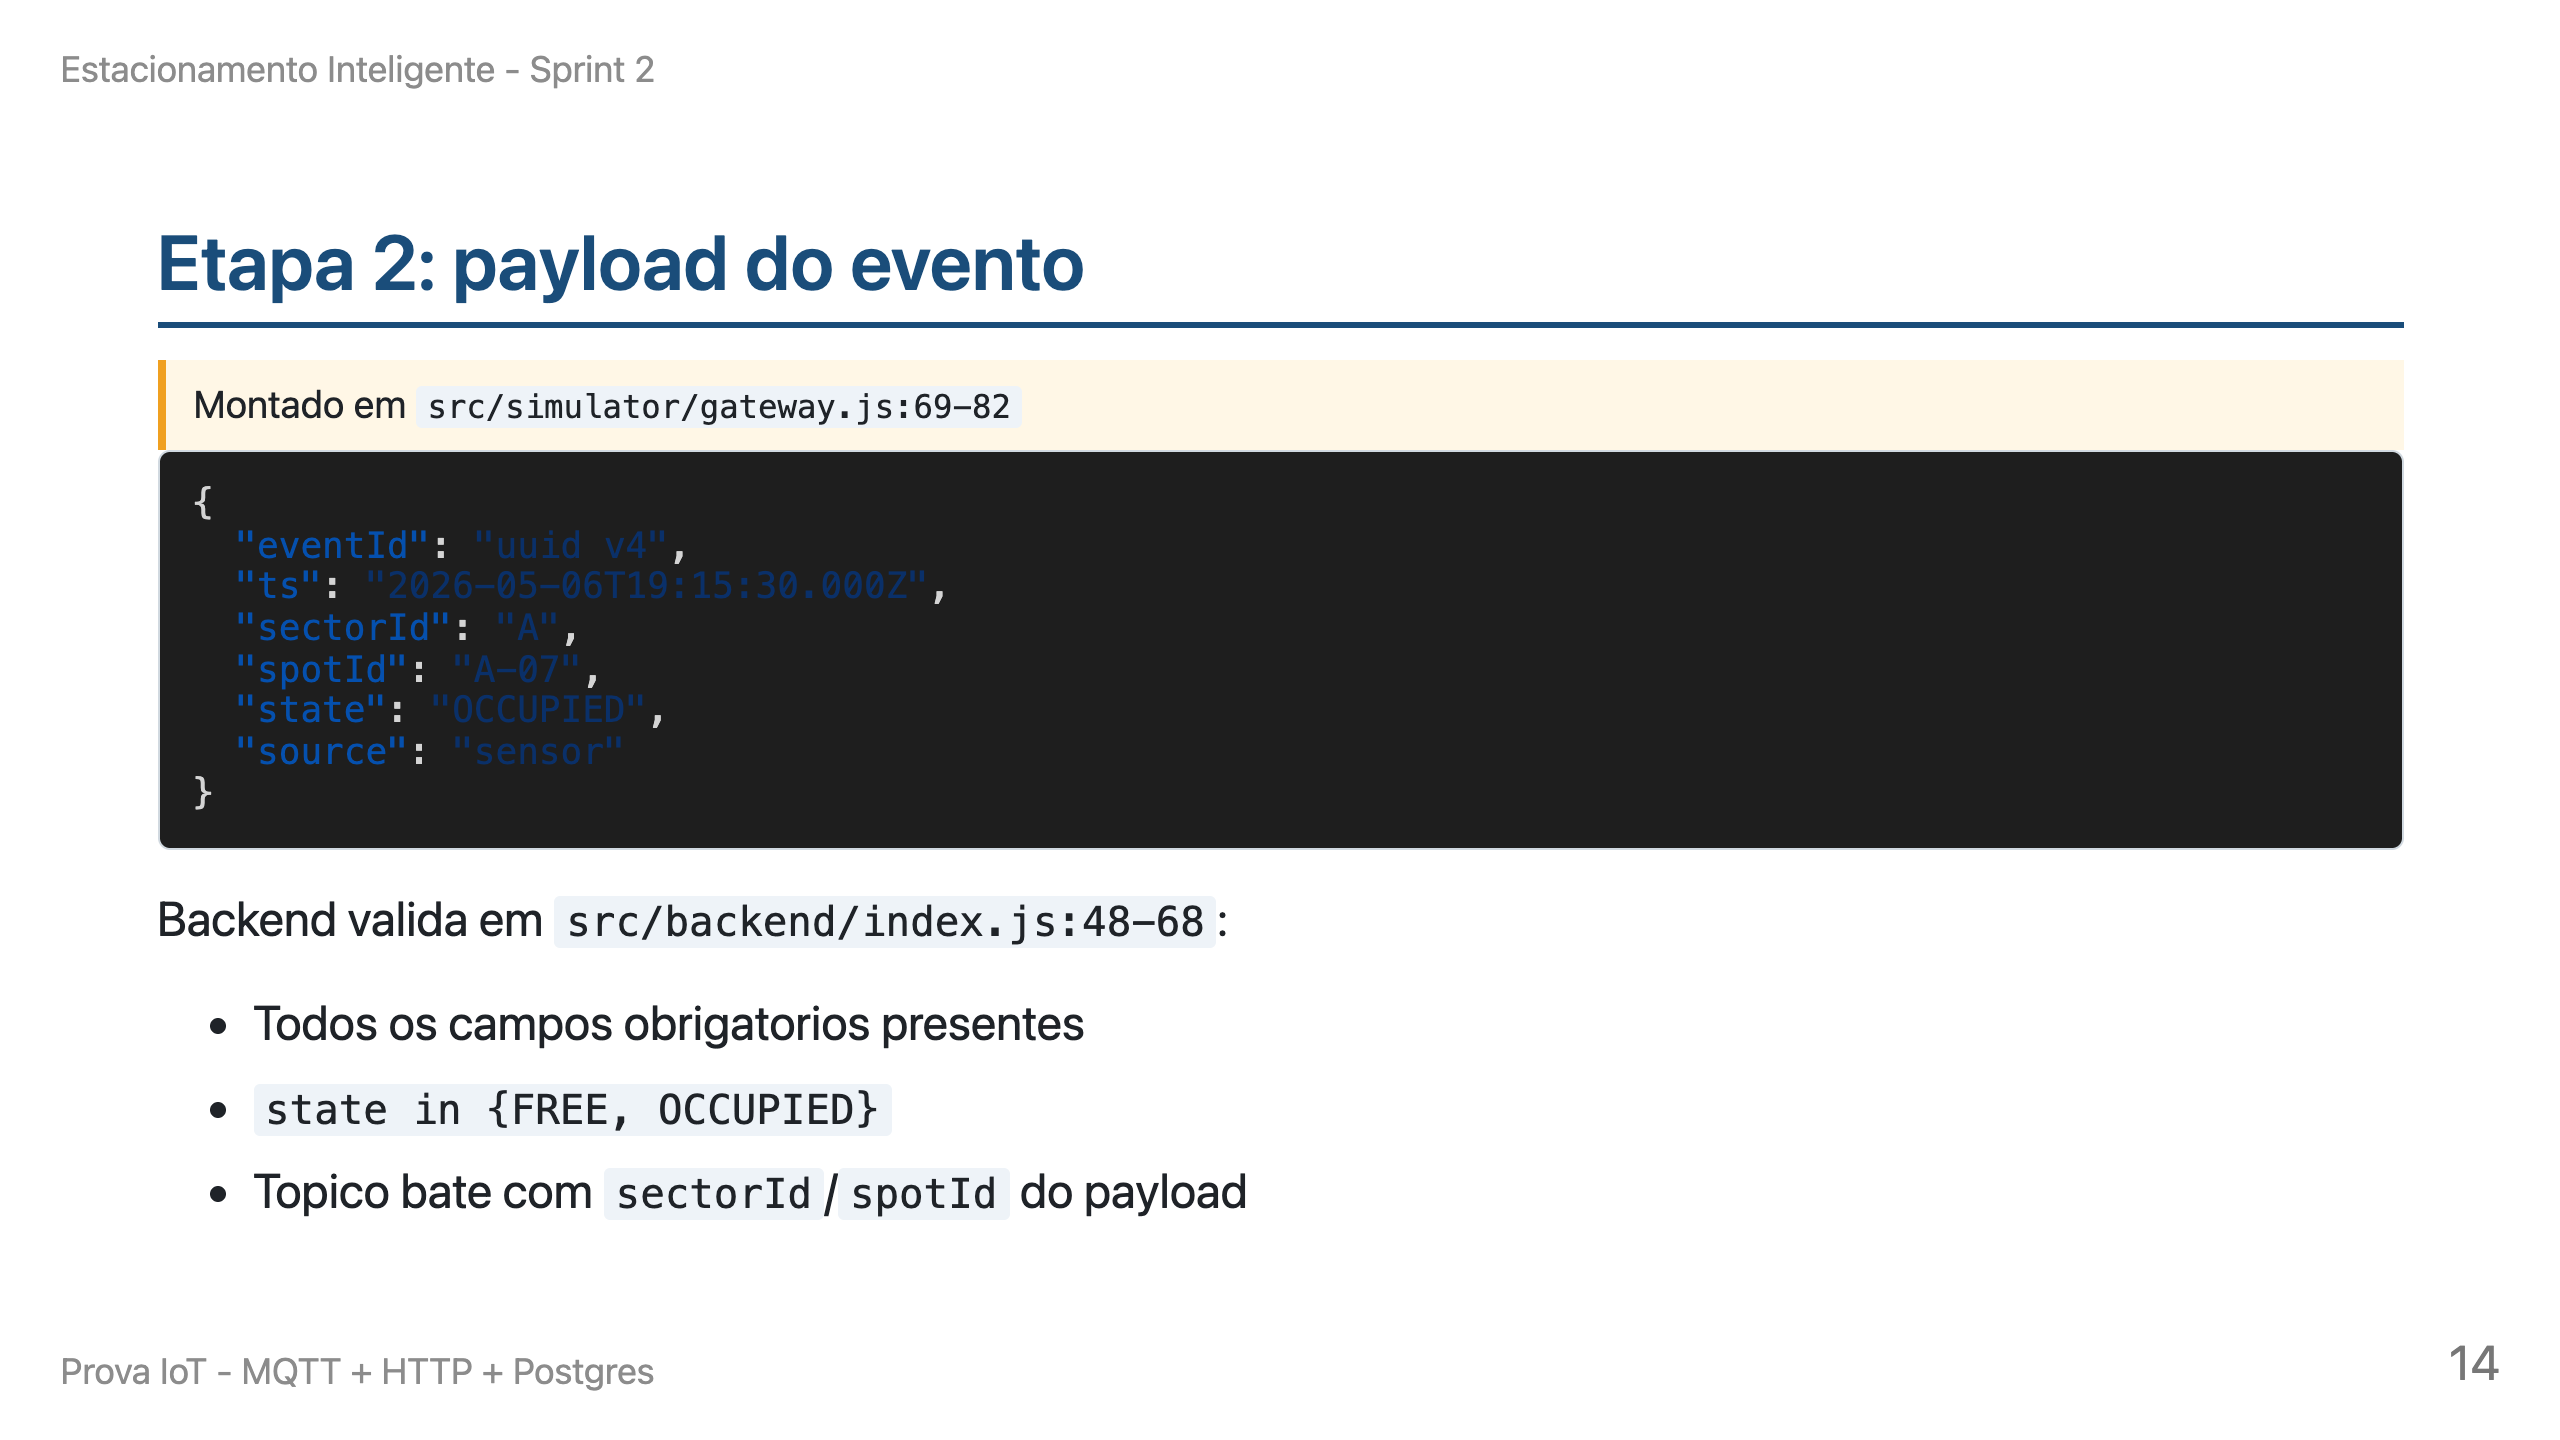 Estacionamento Inteligente - Sprint 2
Etapa 2: payload do evento
Montado em src/simulator/gateway.js:69-82
{
  "eventId": "uuid v4",
  "ts": "2026-05-06T19:15:30.000Z",
  "sectorId": "A",
  "spotId": "A-07",
  "state": "OCCUPIED",
  "source": "sensor"
}
Backend valida em src/backend/index.js:48-68:
• Todos os campos obrigatorios presentes
• state in {FREE, OCCUPIED}
• Topico bate com sectorId/spotId do payload
Prova IoT - MQTT + HTTP + Postgres
14